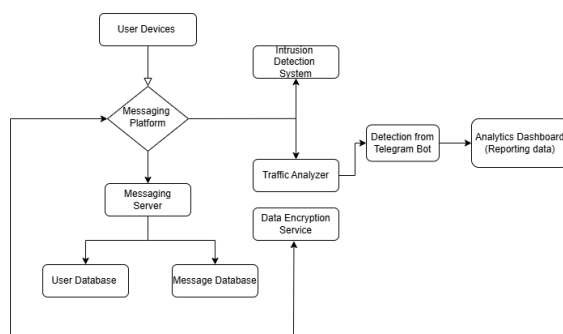 User Devices
Intrusion
Detection
System
Messaging
Platform
Detection from
Telegram Bot
Analytics Dashboard
(Reporting data)
Traffic Analyzer
Messaging
Server
Data Encryption
Service
User Database
Message Database